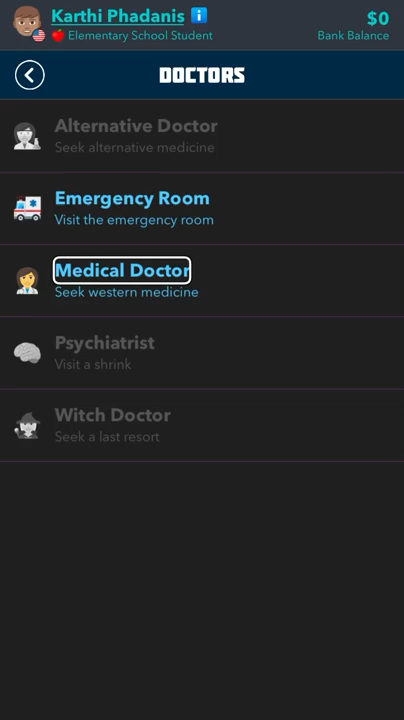 Karthi Phadanis
$0
Elementary School Student
Bank Balance
DOCTORS
Alternative Doctor
Seek alternative medicine
Emergency Room
Visit the emergency room
Medical Doctor
Seek western medicine
Psychiatrist
Visit a shrink
Witch Doctor
Seek a last resort